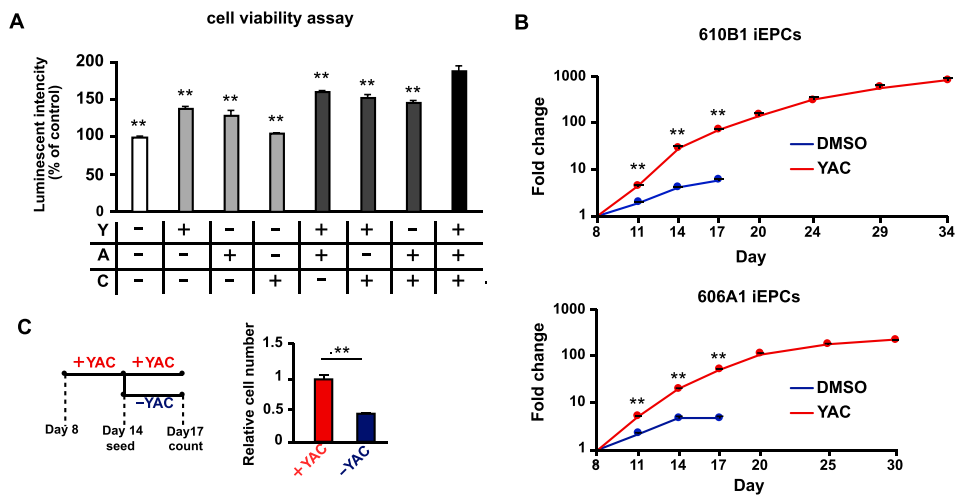 A
cell viability assay
Luminescent intencity
(% of control)
200
150
100
50
0
**
**
**
**
**
**
**
Y − + − − + + − +
A − − + − + − + +
C − − − + − + + +
B
610B1 iEPCs
Fold change
1000
100
10
1
**
**
**
DMSO
YAC
8 11 14 17 20 24 29 34
Day
606A1 iEPCs
Fold change
1000
100
10
1
**
**
**
DMSO
YAC
8 11 14 17 20 25 30
Day
C
+YAC +YAC
−YAC
Day 8 Day 14 Day17
seed count
Relative cell number
1.5
1
0.5
0
**
+YAC −YAC